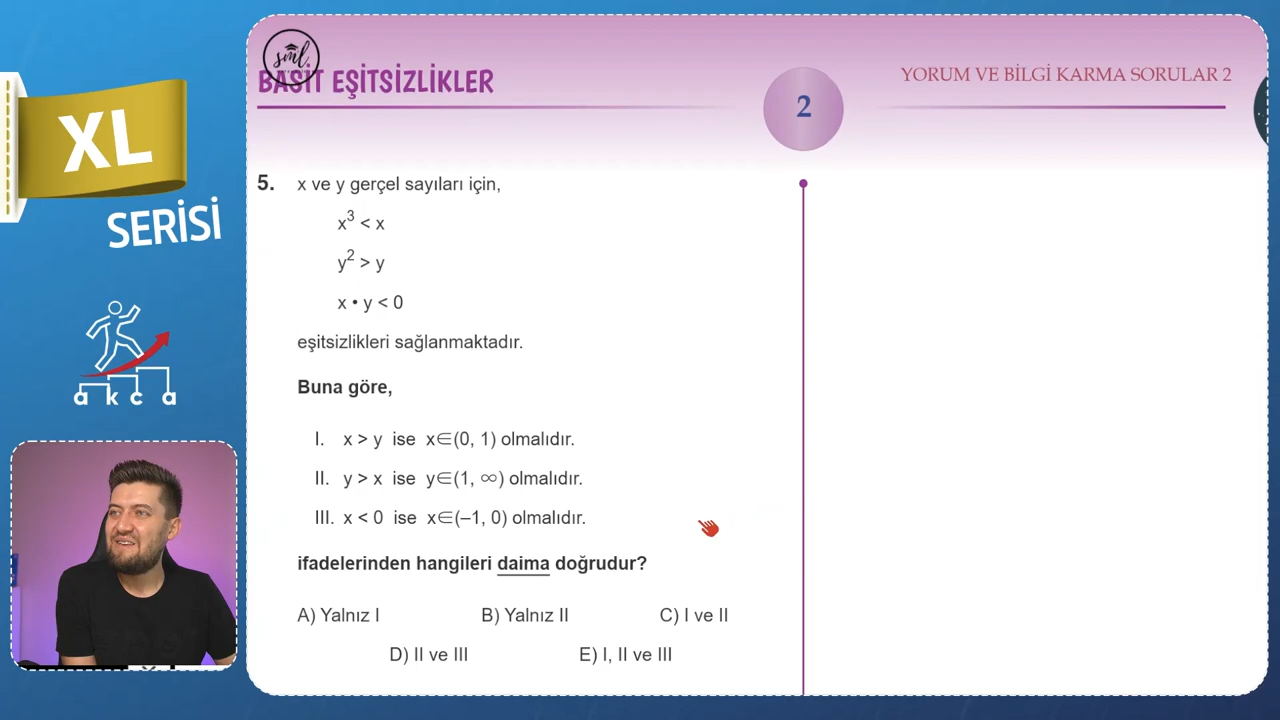 XL
SERİSİ
akca
sml
BASİT EŞİTSİZLİKLER
2
YORUM VE BİLGİ KARMA SORULAR 2
5. x ve y gerçel sayıları için,
x³ < x
y² > y
x • y < 0
eşitsizlikleri sağlanmaktadır.
Buna göre,
I. x > y ise x∈(0, 1) olmalıdır.
II. y > x ise y∈(1, ∞) olmalıdır.
III. x < 0 ise x∈(–1, 0) olmalıdır.
ifadelerinden hangileri daima doğrudur?
A) Yalnız I B) Yalnız II C) I ve II
D) II ve III E) I, II ve III